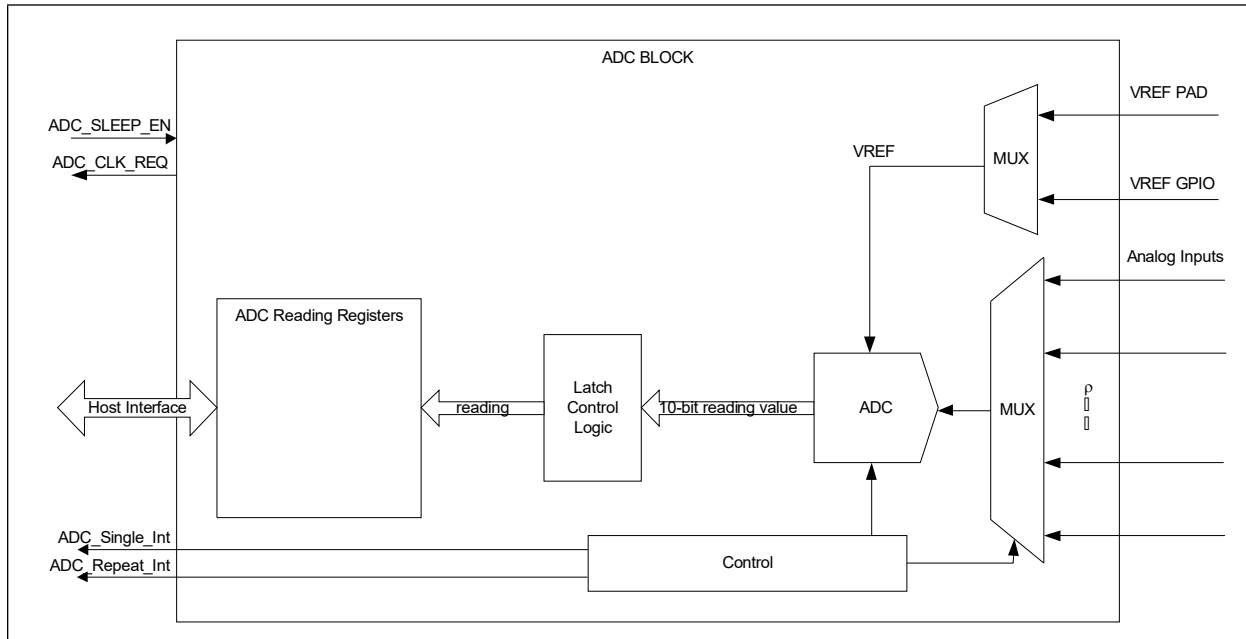 ADC BLOCK
VREF PAD
ADC_SLEEP_EN
VREF
MUX
ADC_CLK_REQ
VREF GPIO
Analog Inputs
ADC Reading Registers
Host Interface
reading
Latch
Control
Logic
10-bit reading value
ADC
MUX
ρ
ADC_Single_Int
ADC_Repeat_Int
Control